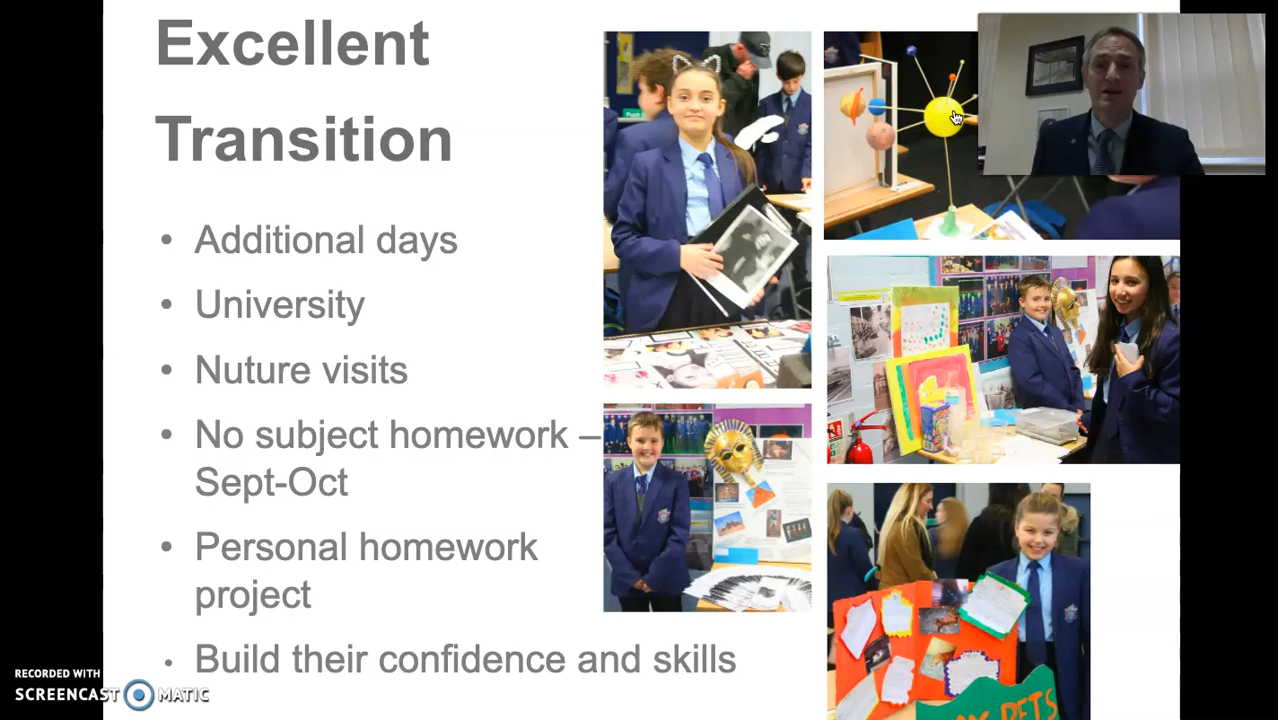 Excellent
Transition
• Additional days
• University
• Nuture visits
• No subject homework –
Sept-Oct
• Personal homework
project
• Build their confidence and skills
PETS
RECORDED WITH
SCREENCAST MATIC